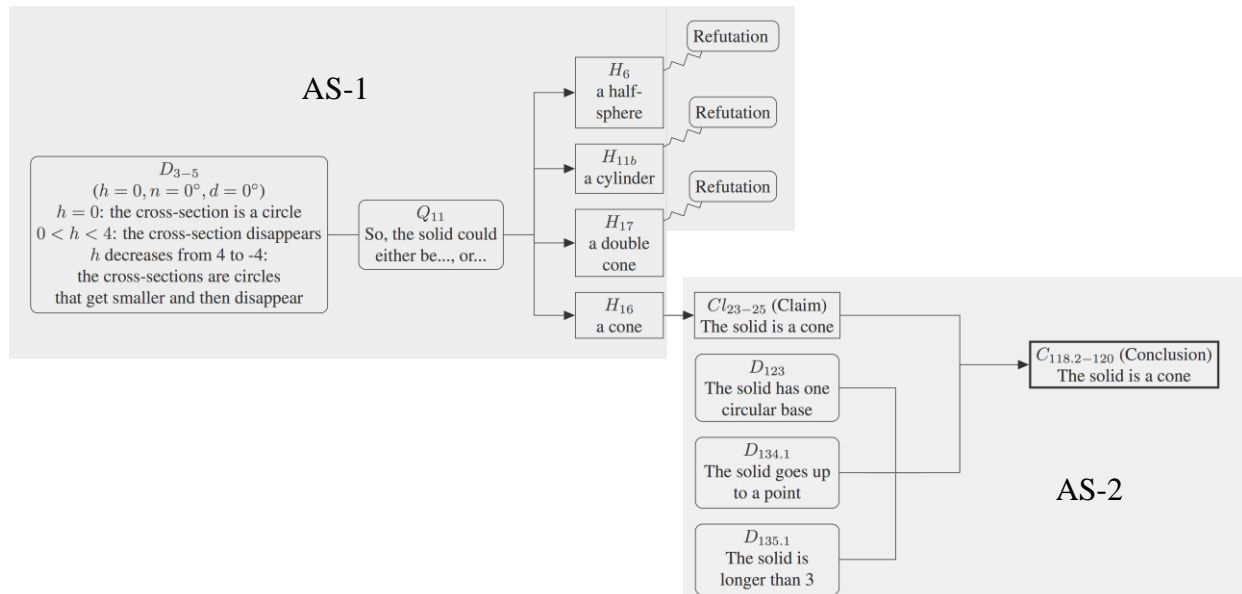 AS-1
D₃₋₅
(h = 0, n = 0°, d = 0°)
h = 0: the cross-section is a circle
0 < h < 4: the cross-section disappears
h decreases from 4 to -4:
the cross-sections are circles
that get smaller and then disappear
Q₁₁
So, the solid could
either be..., or...
H₆
a half-
sphere
Refutation
H₁₁b
a cylinder
Refutation
H₁₇
a double
cone
Refutation
H₁₆
a cone
Cl₂₃₋₂₅ (Claim)
The solid is a cone
D₁₂₃
The solid has one
circular base
D₁₃₄.₁
The solid goes up
to a point
D₁₃₅.₁
The solid is
longer than 3
C₁₁₈.₂₋₁₂₀ (Conclusion)
The solid is a cone
AS-2